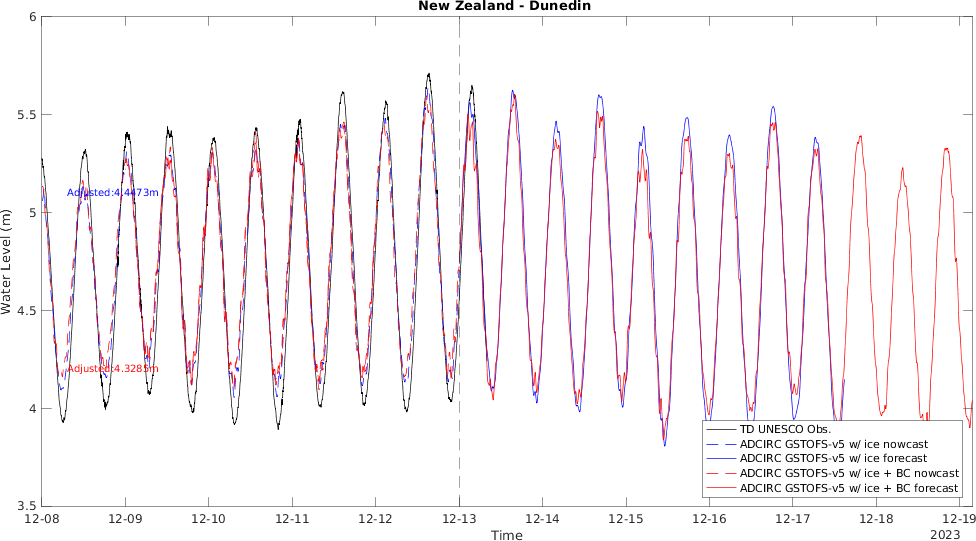 New Zealand - Dunedin
6
5.5
5
4.5
4
3.5
Water Level (m)
Adjusted:4.4473m
Adjusted:4.3285m
TD UNESCO Obs.
ADCIRC GSTOFS-v5 w/ ice nowcast
ADCIRC GSTOFS-v5 w/ ice forecast
ADCIRC GSTOFS-v5 w/ ice + BC nowcast
ADCIRC GSTOFS-v5 w/ ice + BC forecast
12-08 12-09 12-10 12-11 12-12 12-13 12-14 12-15 12-16 12-17 12-18 12-19
Time
2023